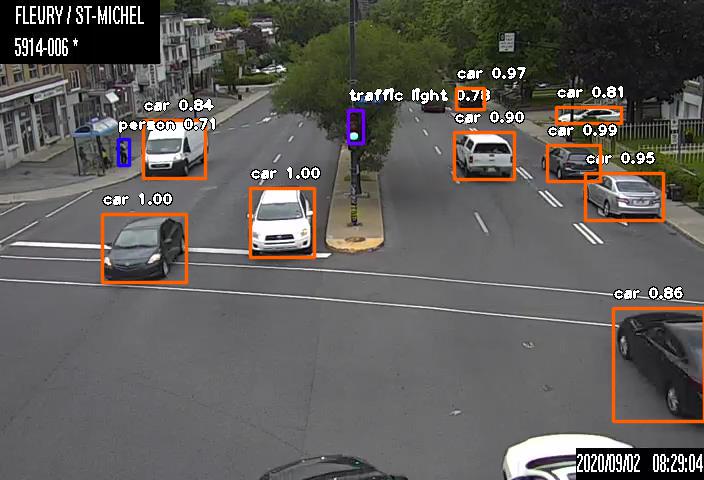 FLEURY / ST-MICHEL
5914-006 *
car 0.97
traffic light 0.78
car 0.81
car 0.84
car 0.90
person 0.71
car 0.99
car 0.95
car 1.00
car 1.00
car 0.86
2020/09/02 08:29:04